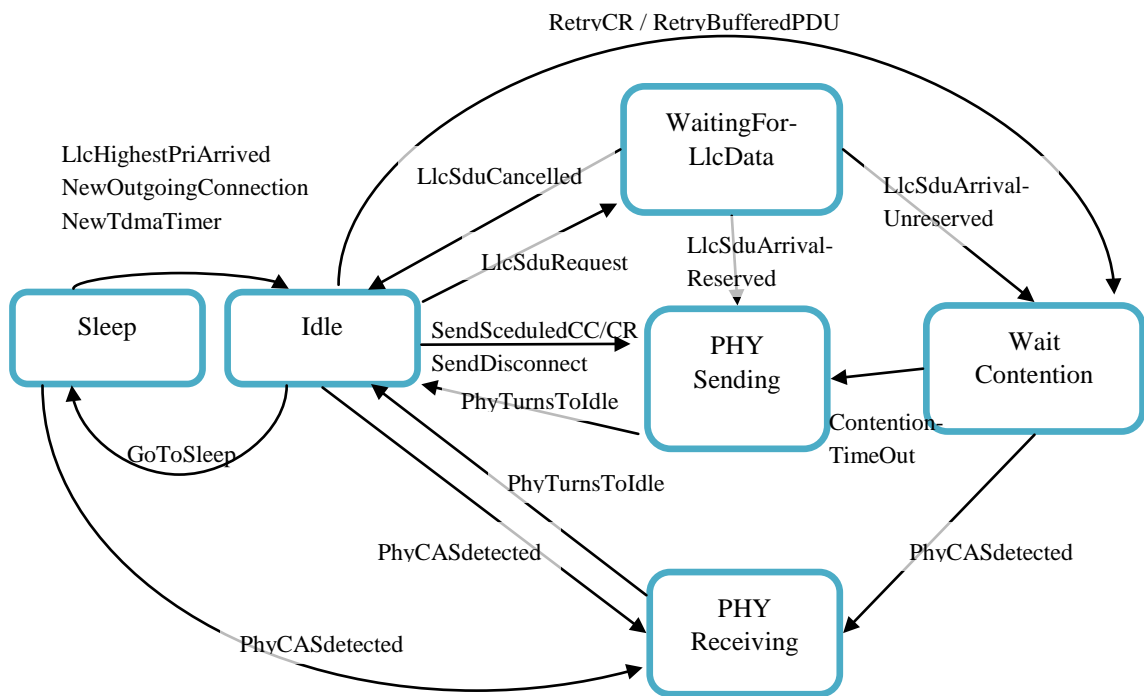 RetryCR / RetryBufferedPDU
WaitingFor-
LlcData
LlcHighestPriArrived
NewOutgoingConnection
NewTdmaTimer
LlcSduCancelled
LlcSduArrival-
Unreserved
LlcSduRequest
LlcSduArrival-
Reserved
Sleep
Idle
SendSceduledCC/CR
SendDisconnect
PHY
Sending
Wait
Contention
PhyTurnsToIdle
Contention-
TimeOut
GoToSleep
PhyTurnsToIdle
PhyCASdetected
PhyCASdetected
PHY
Receiving
PhyCASdetected